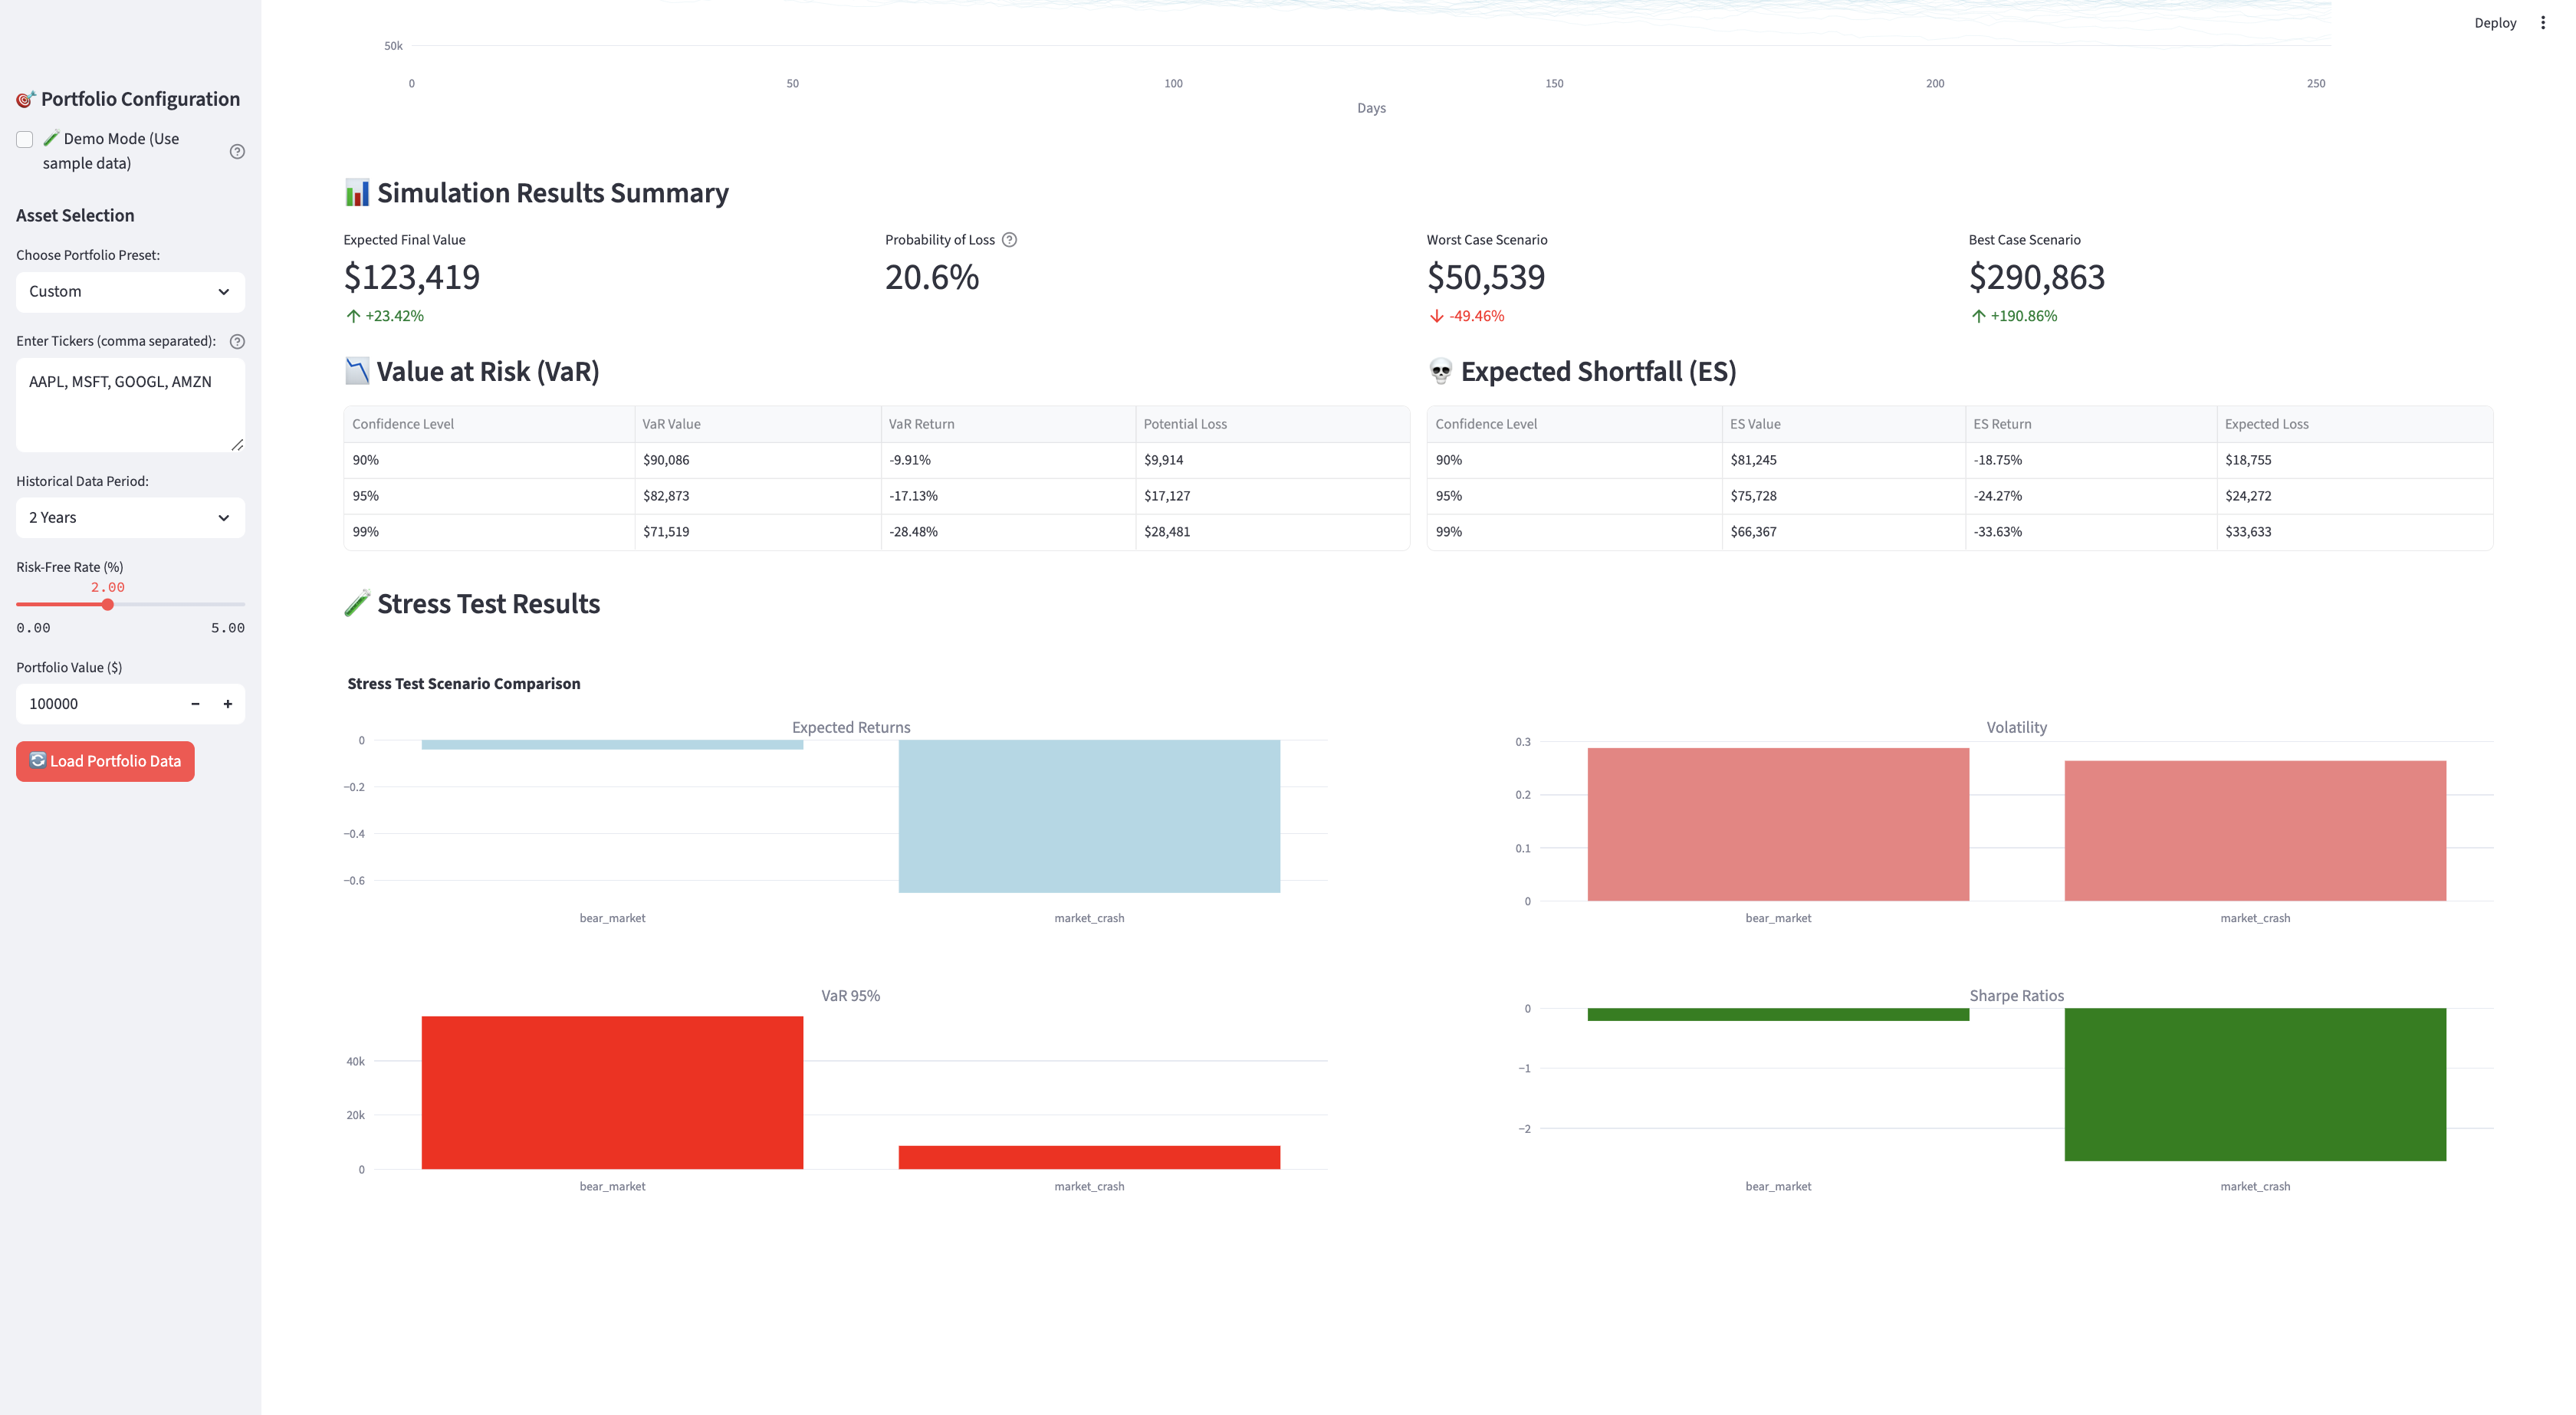 Deploy
50k
0 50 100 150 200 250
Days
Portfolio Configuration
Demo Mode (Use
sample data)
Asset Selection
Choose Portfolio Preset:
Custom
Enter Tickers (comma separated):
AAPL, MSFT, GOOGL, AMZN
Historical Data Period:
2 Years
Risk-Free Rate (%)
2.00
0.00 5.00
Portfolio Value ($)
100000 − +
Load Portfolio Data
Simulation Results Summary
Expected Final Value
$123,419
+23.42%
Probability of Loss
20.6%
Worst Case Scenario
$50,539
-49.46%
Best Case Scenario
$290,863
+190.86%
Value at Risk (VaR)
Confidence Level VaR Value VaR Return Potential Loss
90% $90,086 -9.91% $9,914
95% $82,873 -17.13% $17,127
99% $71,519 -28.48% $28,481
Expected Shortfall (ES)
Confidence Level ES Value ES Return Expected Loss
90% $81,245 -18.75% $18,755
95% $75,728 -24.27% $24,272
99% $66,367 -33.63% $33,633
Stress Test Results
Stress Test Scenario Comparison
Expected Returns
0
−0.2
−0.4
−0.6
bear_market market_crash
Volatility
0.3
0.2
0.1
0
bear_market market_crash
VaR 95%
40k
20k
0
bear_market market_crash
Sharpe Ratios
0
−1
−2
bear_market market_crash